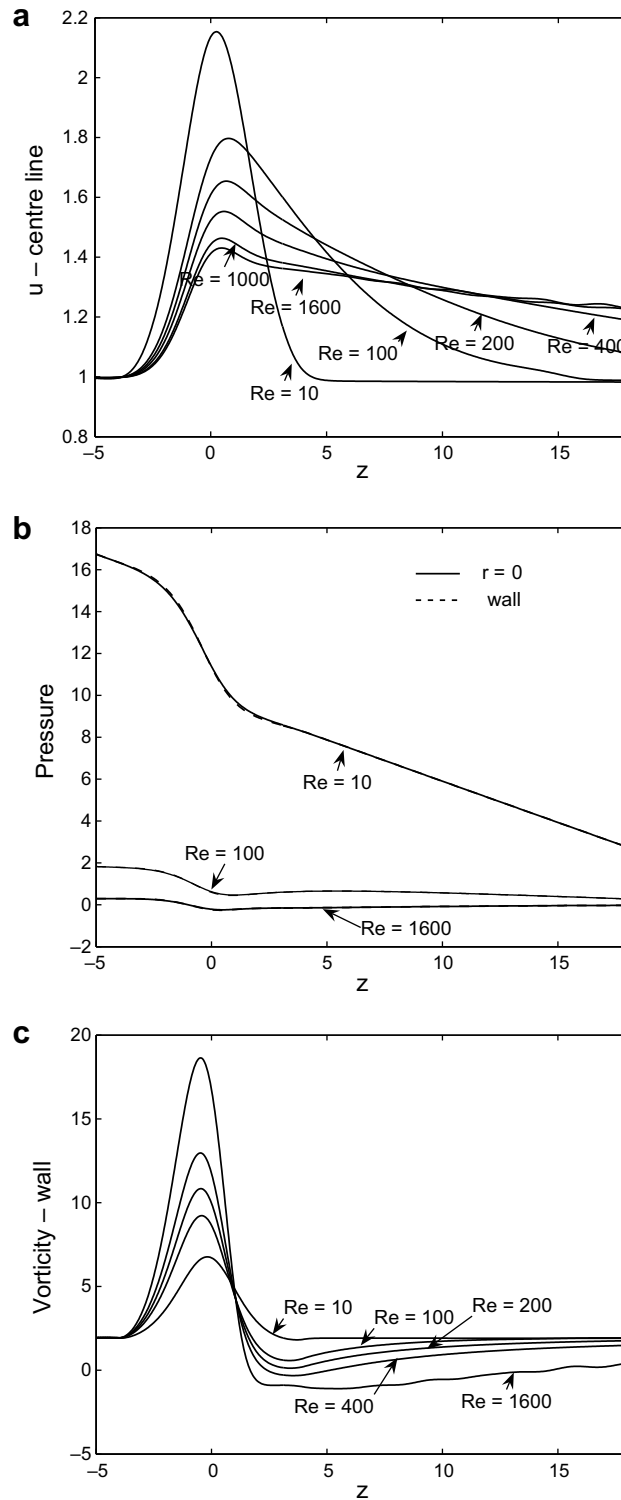 a
2.2
2
1.8
1.6
1.4
1.2
1
0.8
u – centre line
Re = 1000
Re = 1600
Re = 100
Re = 10
Re = 200
Re = 400
–5
0
5
10
15
z
b
18
16
14
12
10
8
6
4
2
0
–2
Pressure
r = 0
wall
Re = 10
Re = 100
Re = 1600
–5
0
5
10
15
z
c
20
15
10
5
0
–5
Vorticity – wall
Re = 10
Re = 100
Re = 200
Re = 400
Re = 1600
–5
0
5
10
15
z